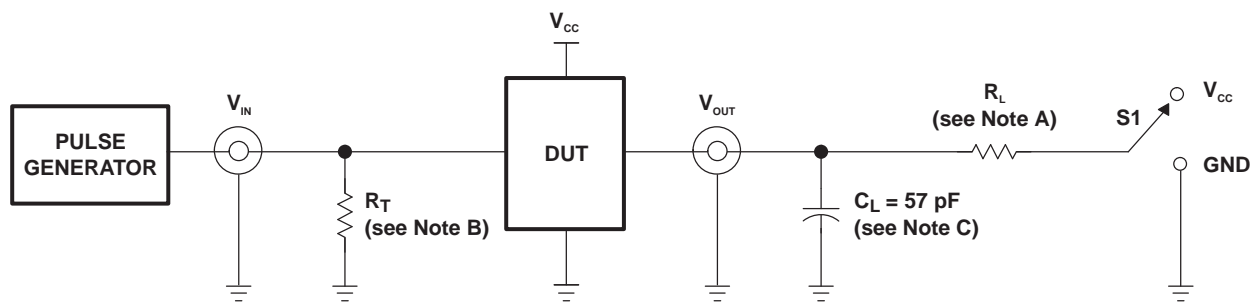 V_CC
PULSE
GENERATOR
V_IN
DUT
V_OUT
R_L
(see Note A)
S1
V_CC
GND
R_T
(see Note B)
C_L = 57 pF
(see Note C)